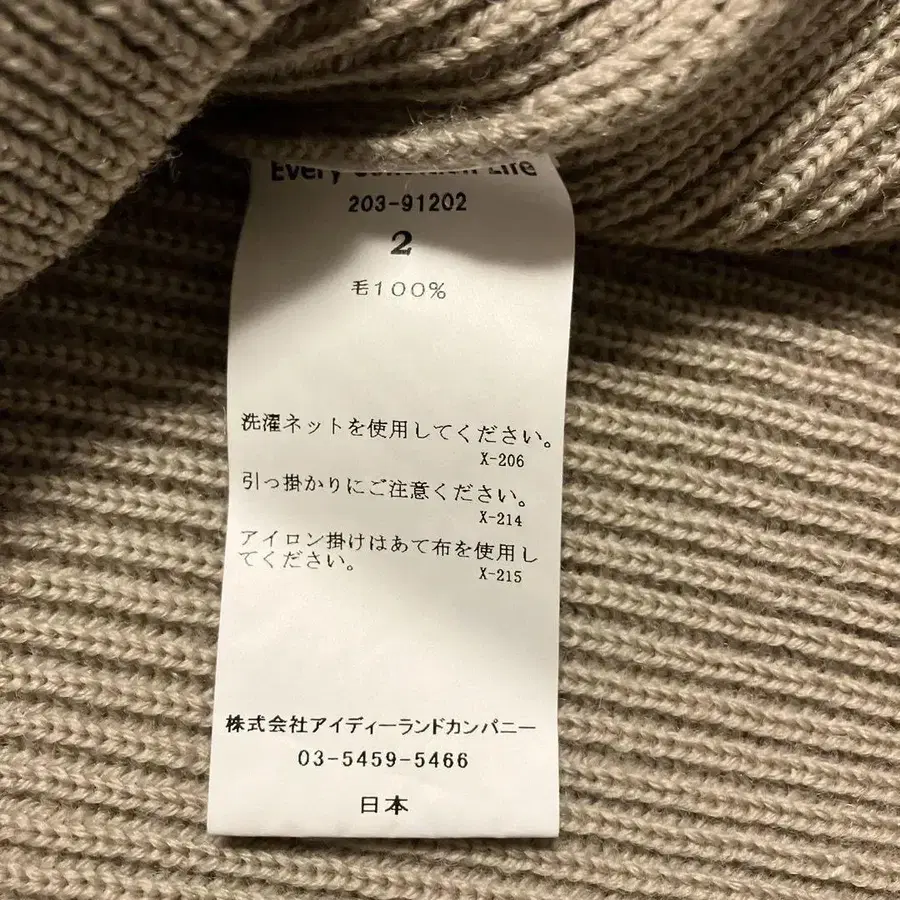 Every Life
203-91202
2
毛100%
洗濯ネットを使用してください。
X-206
引っ掛かりにご注意ください。
X-214
アイロン掛けはあて布を使用し
てください。
X-215
株式会社アイディーランドカンパニー
03-5459-5466
日本